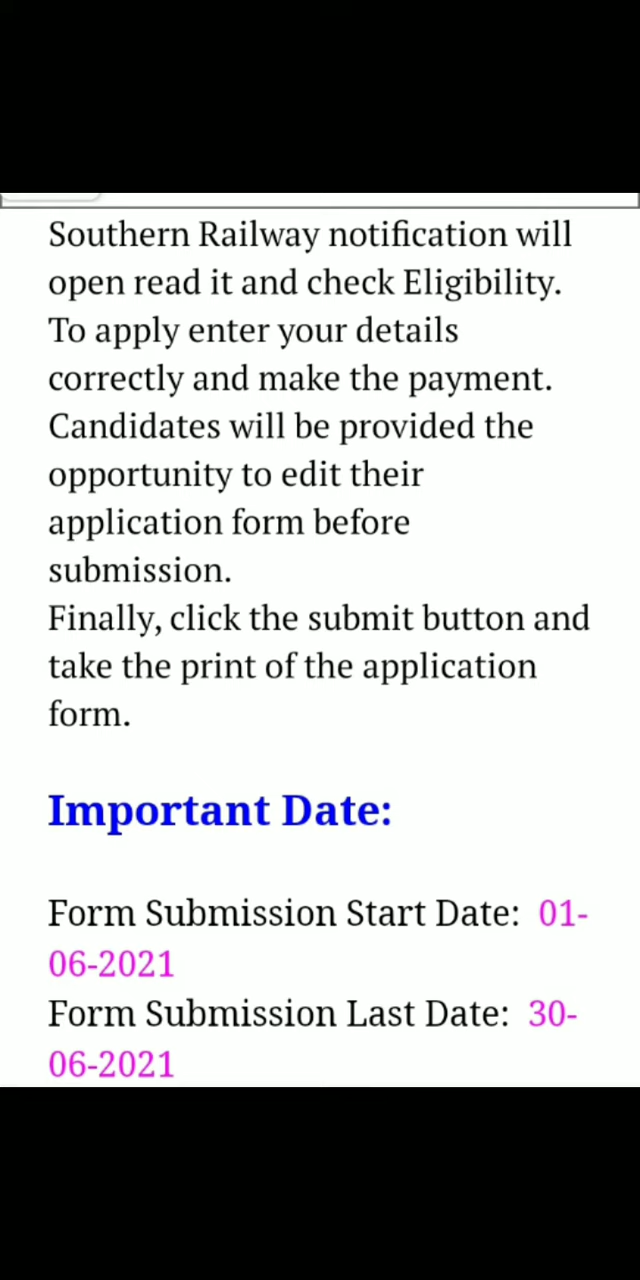 Southern Railway notification will
open read it and check Eligibility.
To apply enter your details
correctly and make the payment.
Candidates will be provided the
opportunity to edit their
application form before
submission.
Finally, click the submit button and
take the print of the application
form.
Important Date:
Form Submission Start Date: 01-
06-2021
Form Submission Last Date: 30-
06-2021